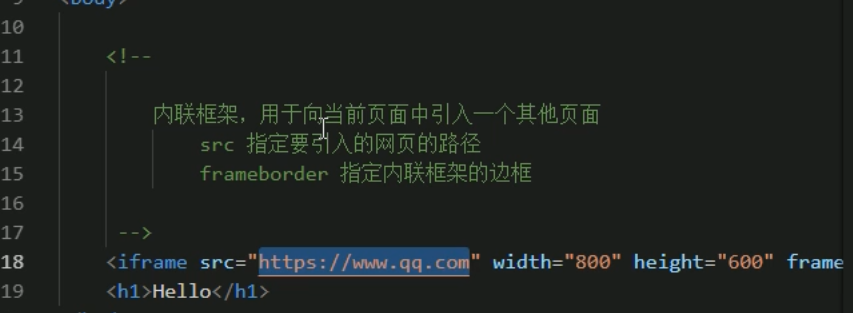 9 <body>
10
11 <!--
12
13 内联框架，用于向当前页面中引入一个其他页面
14 src 指定要引入的网页的路径
15 frameborder 指定内联框架的边框
16
17 -->
18 <iframe src="https://www.qq.com" width="800" height="600" frame
19 <h1>Hello</h1>